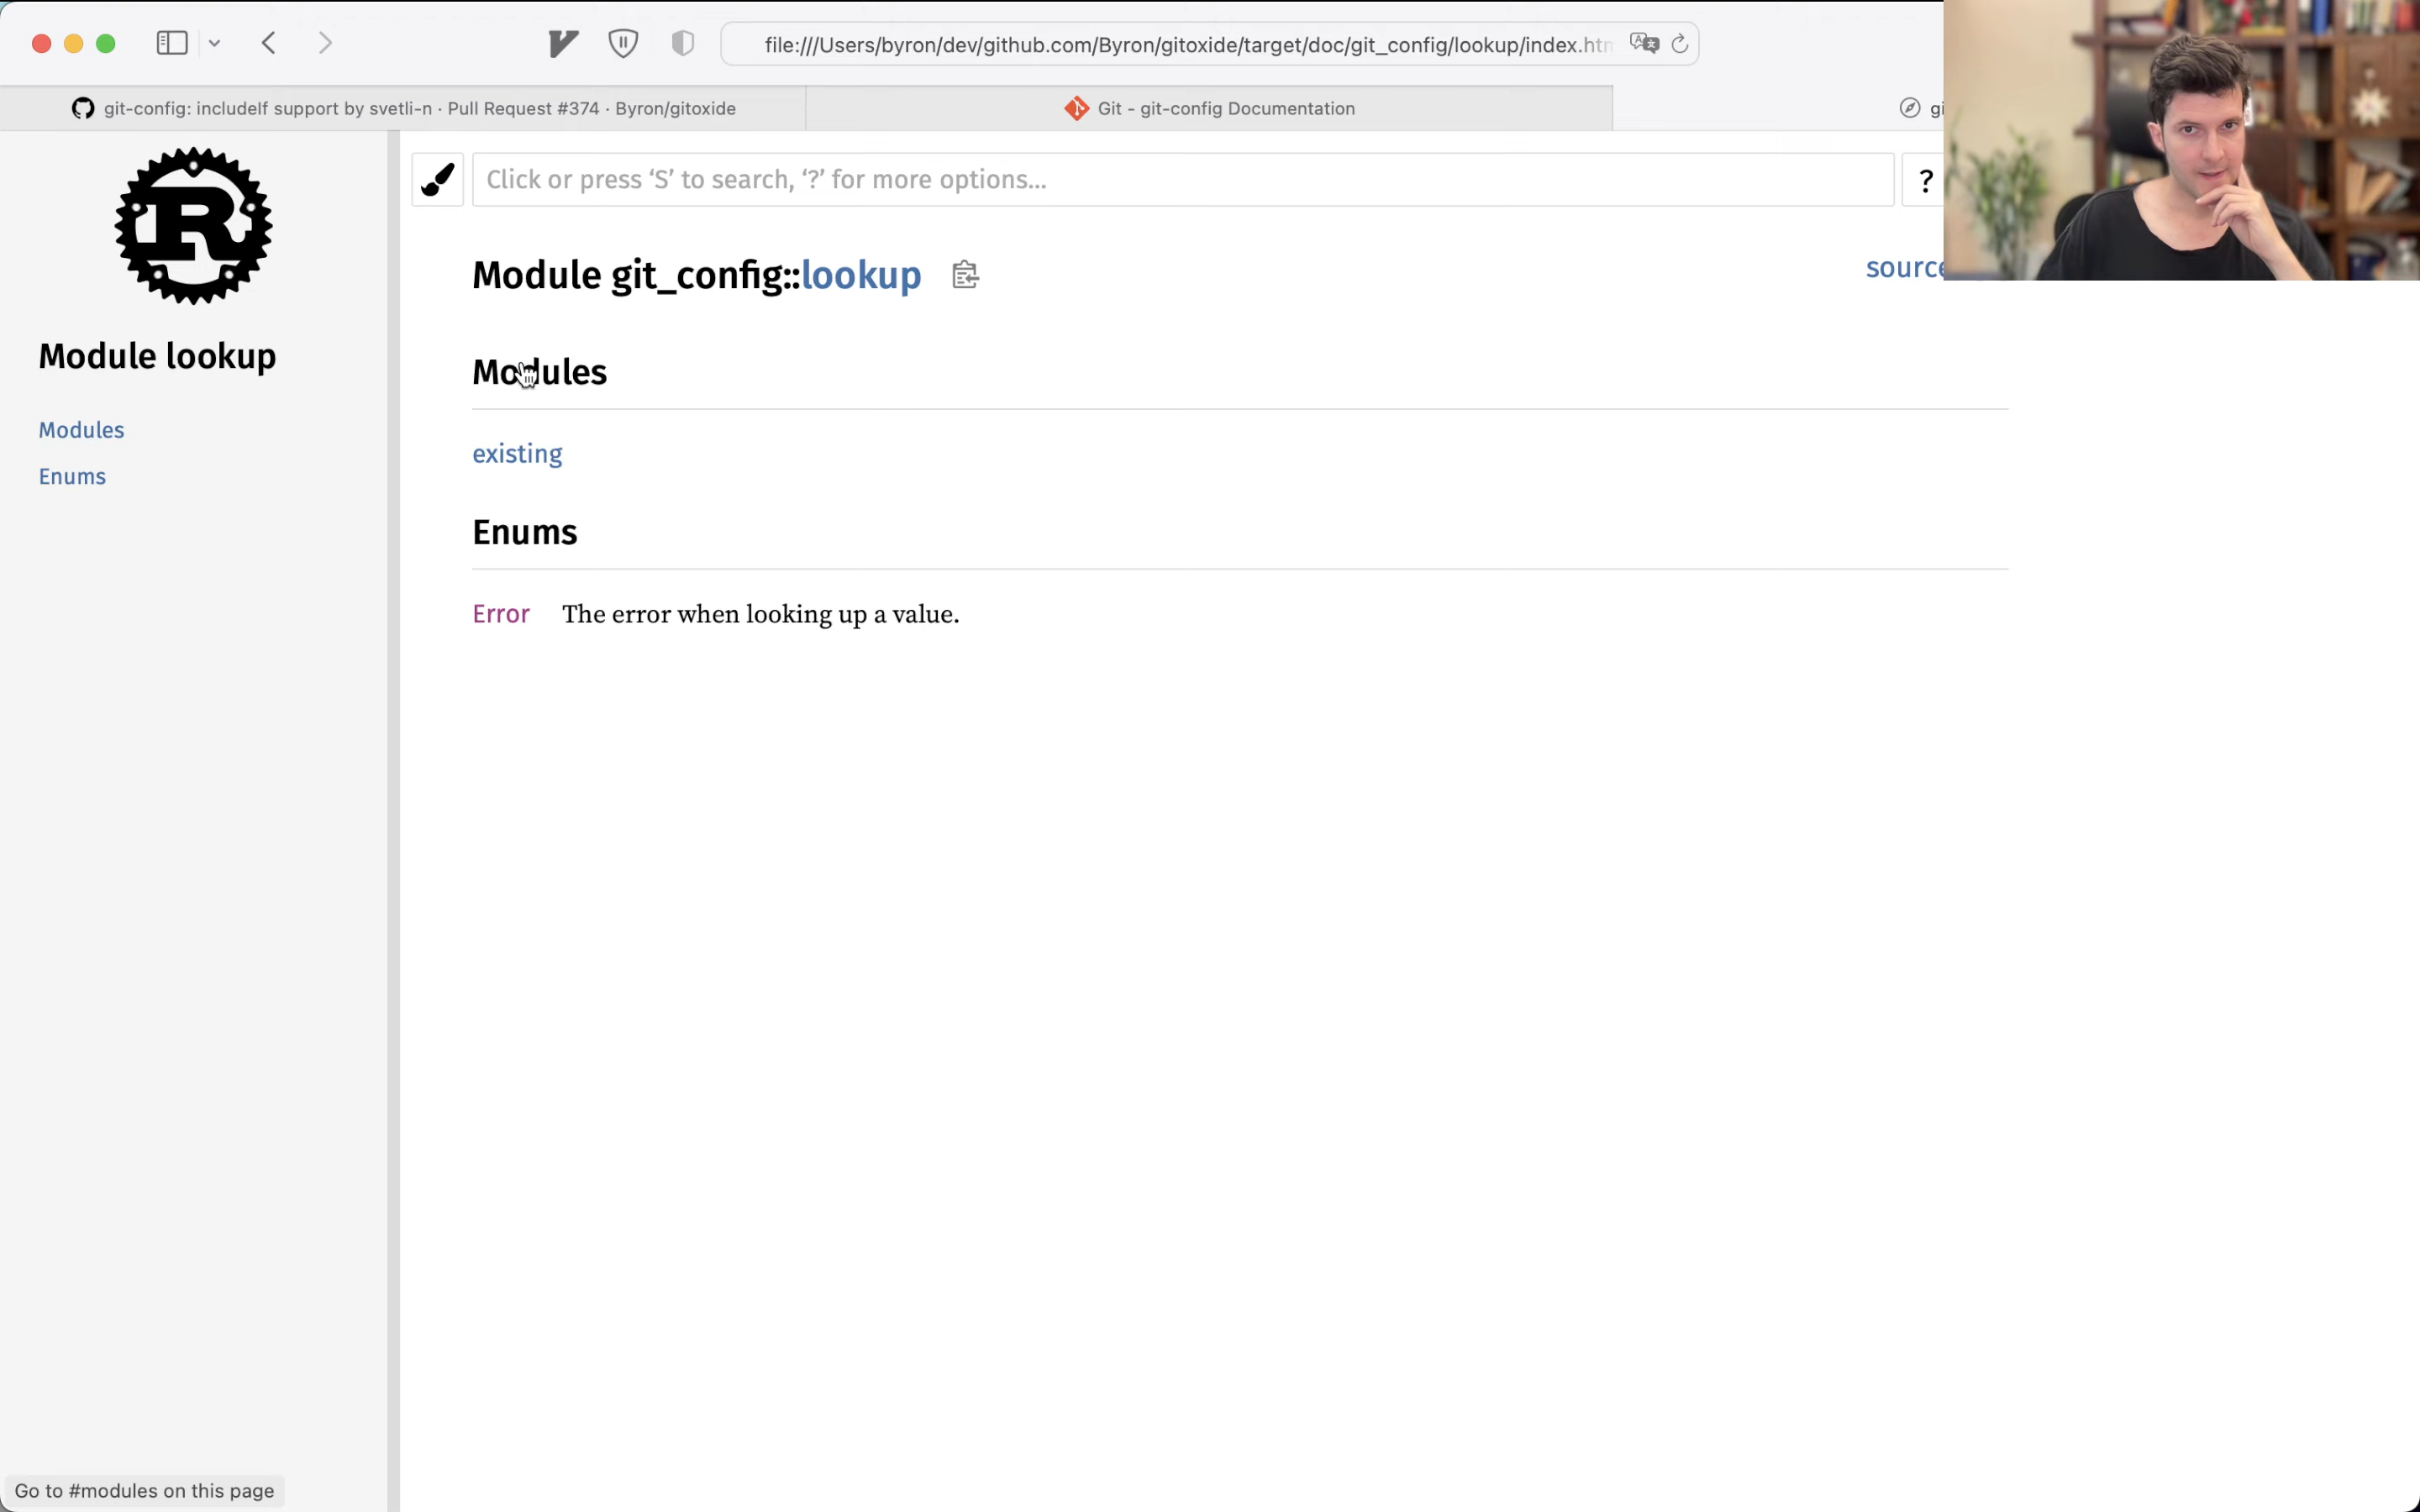 file:///Users/byron/dev/github.com/Byron/gitoxide/target/doc/git_config/lookup/index.htm
git-config: includeIf support by svetli-n · Pull Request #374 · Byron/gitoxide
Git - git-config Documentation
gi
R
Module lookup
Modules
Enums
Click or press ‘S’ to search, ‘?’ for more options...
?
Module git_config::lookup
source
Modules
existing
Enums
Error The error when looking up a value.
Go to #modules on this page